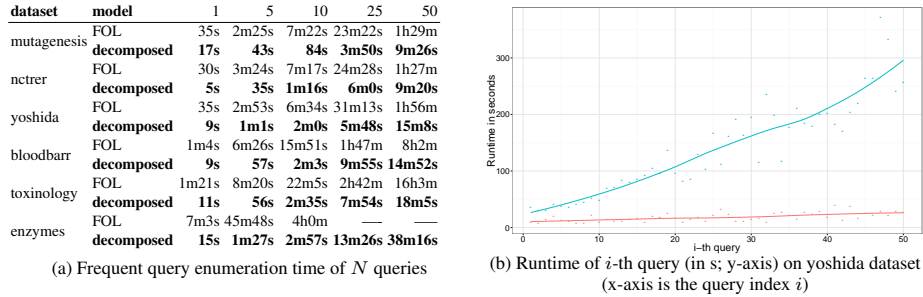 dataset model 1 5 10 25 50
mutagenesis FOL 35s 2m25s 7m22s 23m22s 1h29m
decomposed 17s 43s 84s 3m50s 9m26s
nctrer FOL 30s 3m24s 7m17s 24m28s 1h27m
decomposed 5s 35s 1m16s 6m0s 9m20s
yoshida FOL 35s 2m53s 6m34s 31m13s 1h56m
decomposed 9s 1m1s 2m0s 5m48s 15m8s
bloodbarr FOL 1m4s 6m26s 15m51s 1h47m 8h2m
decomposed 9s 57s 2m3s 9m55s 14m52s
toxinology FOL 1m21s 8m20s 22m5s 2h42m 16h3m
decomposed 11s 56s 2m35s 7m54s 18m5s
enzymes FOL 7m3s 45m48s 4h0m —- —–
decomposed 15s 1m27s 2m57s 13m26s 38m16s
(a) Frequent query enumeration time of N queries
Runtime in seconds
300
200
100
0
0 10 20 30 40 50
i−th query
(b) Runtime of i-th query (in s; y-axis) on yoshida dataset
(x-axis is the query index i)